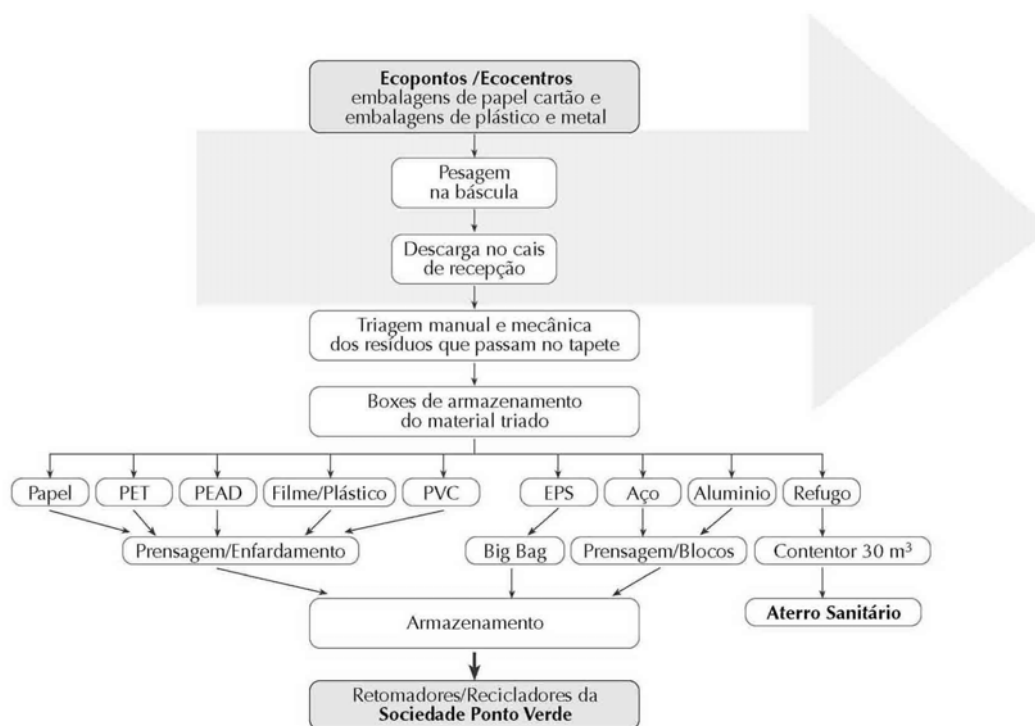 Ecopontos /Ecocentros
embalagens de papel cartão e
embalagens de plástico e metal
Pesagem
na báscula
Descarga no cais
de recepção
Triagem manual e mecânica
dos resíduos que passam no tapete
Boxes de armazenamento
do material triado
Papel
PET
PEAD
Filme/Plástico
PVC
EPS
Aço
Aluminio
Refugo
Prensagem/Enfardamento
Big Bag
Prensagem/Blocos
Contentor 30 m³
Aterro Sanitário
Armazenamento
Retomadores/Recicladores da
Sociedade Ponto Verde